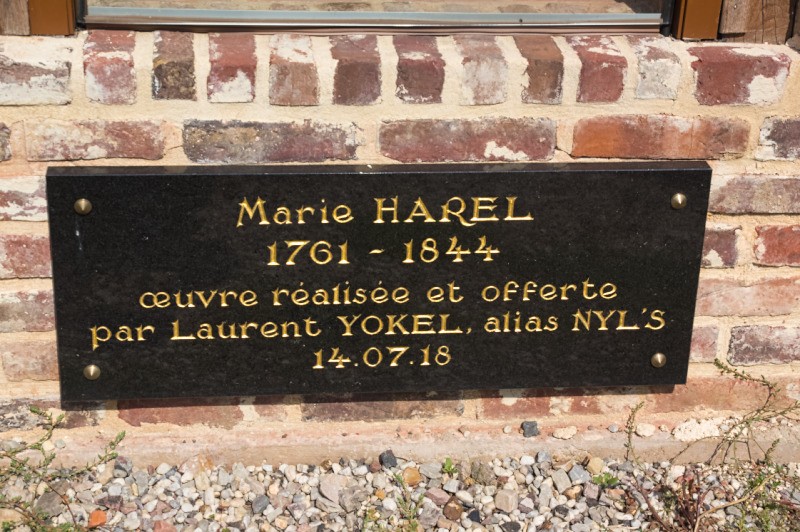 Marie HAREL
1761 - 1844
œuvre réalisée et offerte
par Laurent YOKEL, alias NYL'S
14.07.18